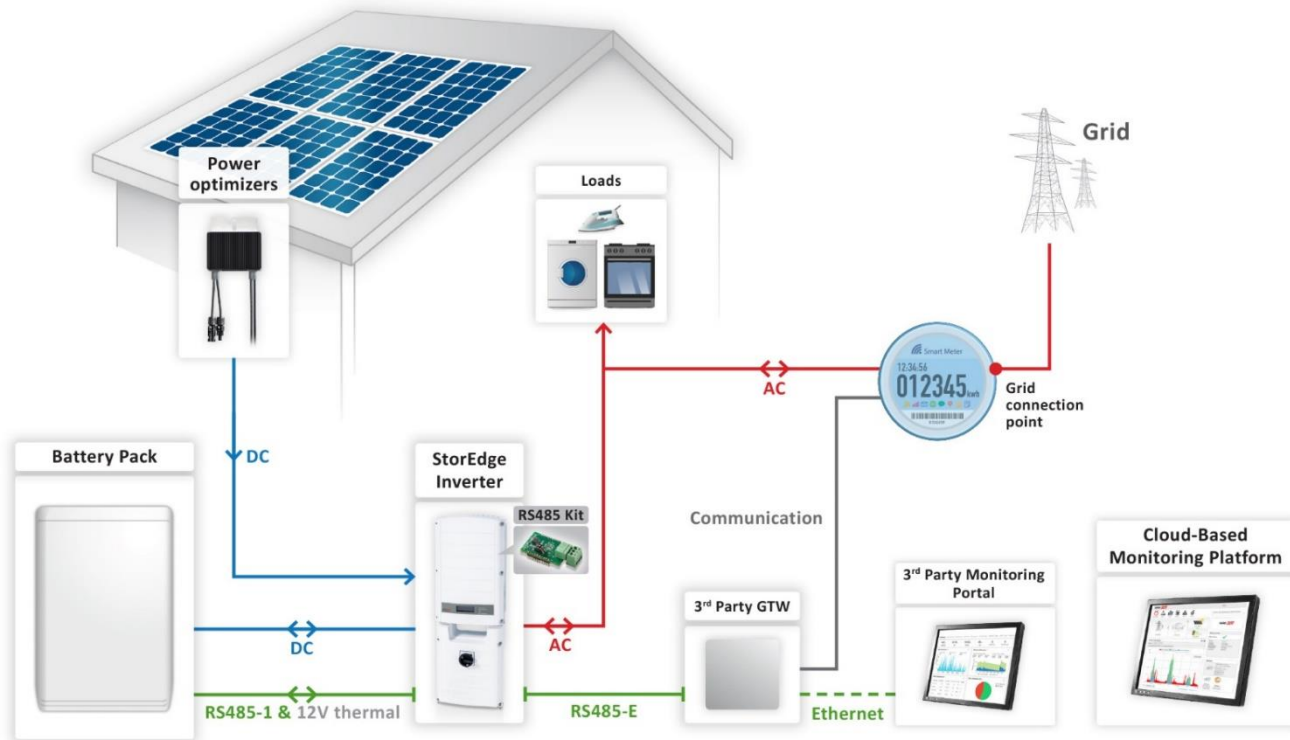 Power
optimizers
Loads
Grid
Smart Meter
12:34:56
012345 kwh
Grid
connection
point
AC
DC
Battery Pack
StorEdge
Inverter
RS485 Kit
Communication
Cloud-Based
Monitoring Platform
3rd Party Monitoring
Portal
3rd Party GTW
DC
AC
RS485-1 & 12V thermal
RS485-E
Ethernet